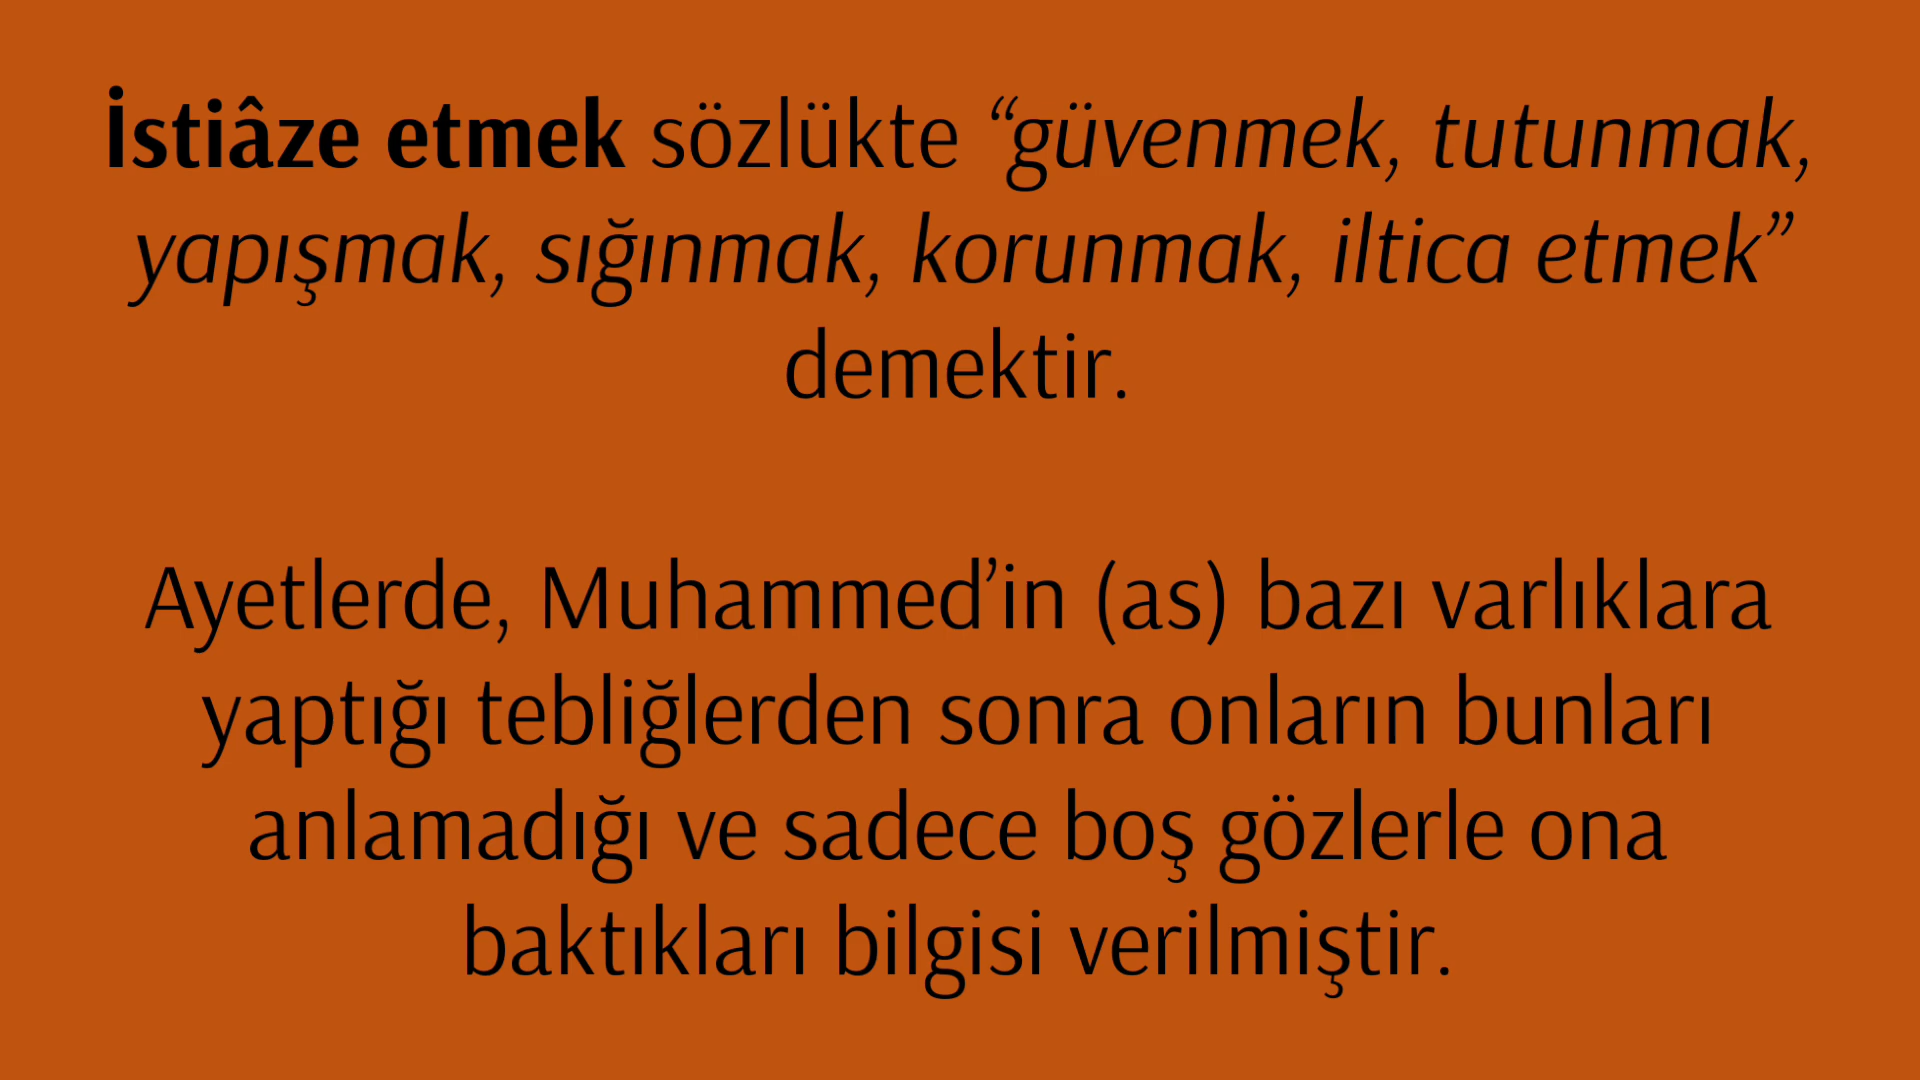 İstiâze etmek sözlükte “güvenmek, tutunmak,
yapışmak, sığınmak, korunmak, iltica etmek”
demektir.
Ayetlerde, Muhammed’in (as) bazı varlıklara
yaptığı tebliğlerden sonra onların bunları
anlamadığı ve sadece boş gözlerle ona
baktıkları bilgisi verilmiştir.